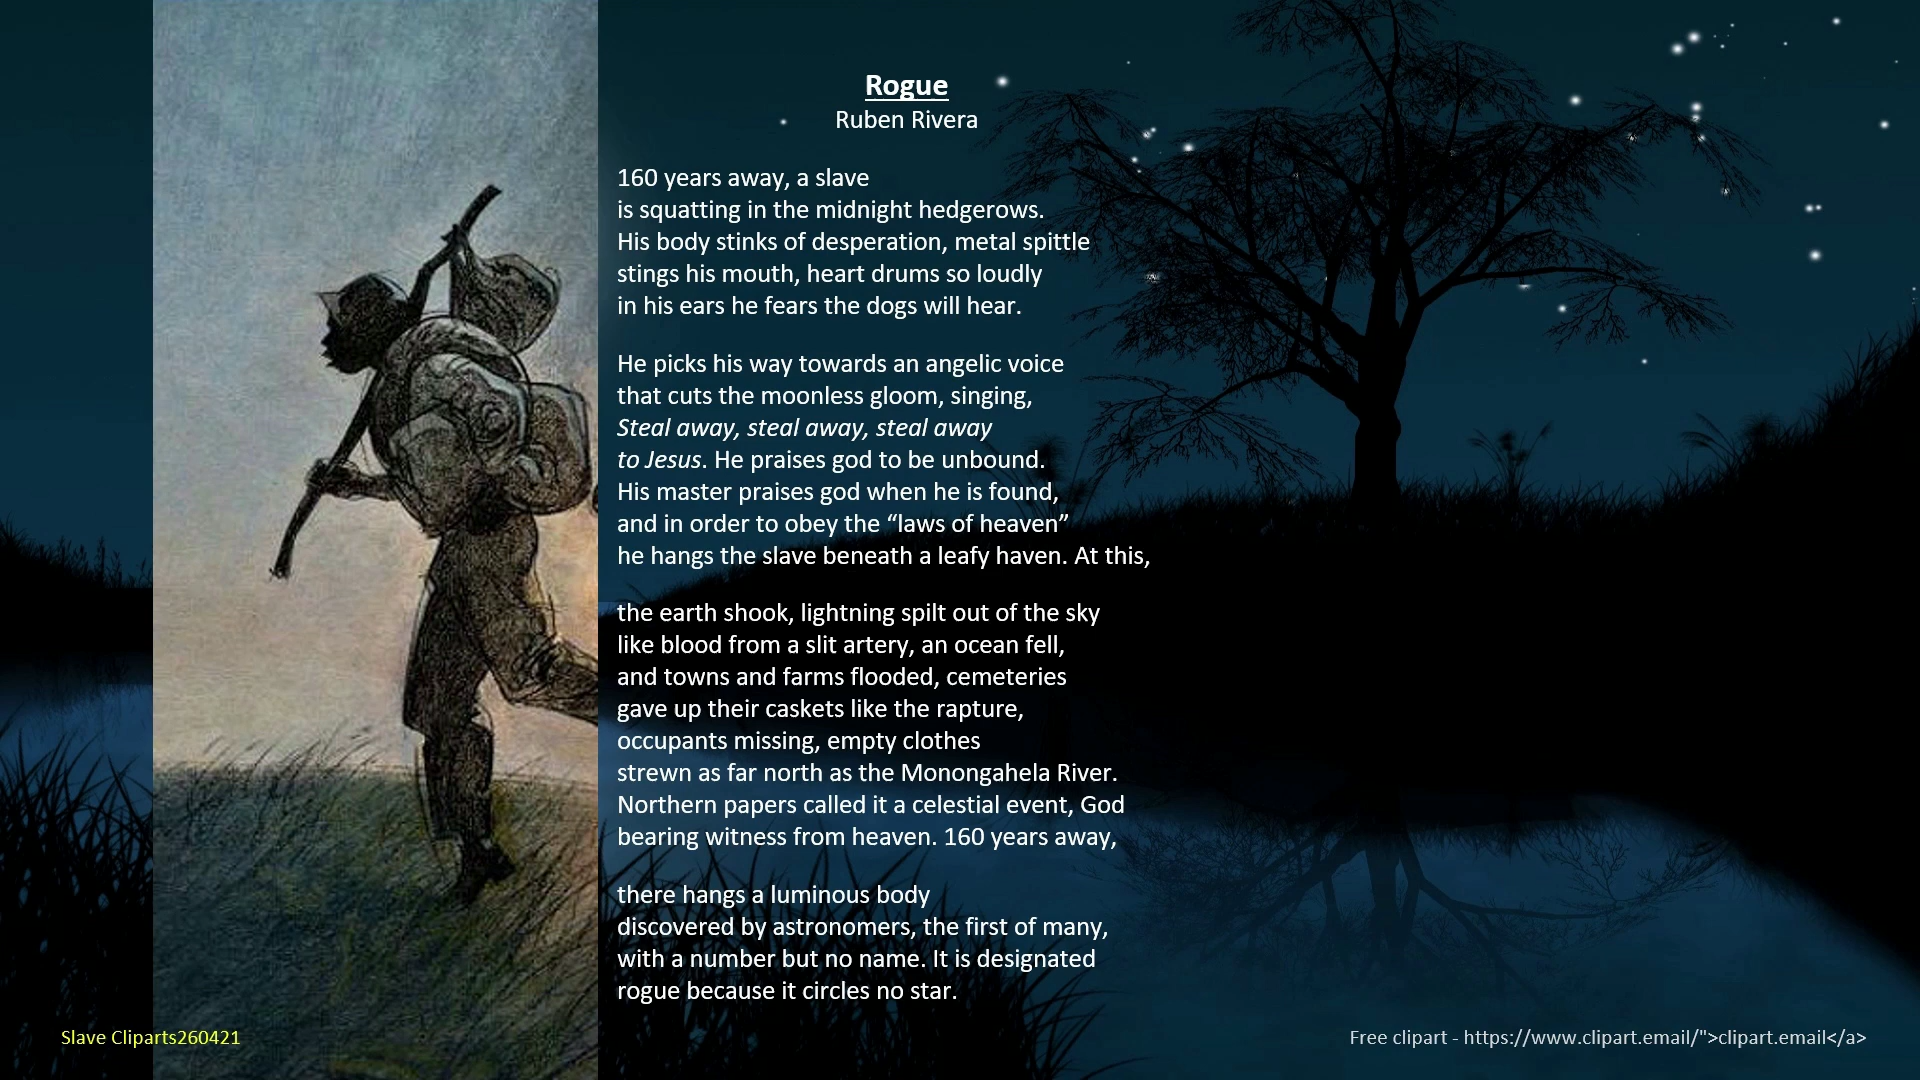 Rogue
Ruben Rivera
160 years away, a slave
is squatting in the midnight hedgerows.
His body stinks of desperation, metal spittle
stings his mouth, heart drums so loudly
in his ears he fears the dogs will hear.
He picks his way towards an angelic voice
that cuts the moonless gloom, singing,
Steal away, steal away, steal away
to Jesus. He praises god to be unbound.
His master praises god when he is found,
and in order to obey the “laws of heaven”
he hangs the slave beneath a leafy haven. At this,
the earth shook, lightning spilt out of the sky
like blood from a slit artery, an ocean fell,
and towns and farms flooded, cemeteries
gave up their caskets like the rapture,
occupants missing, empty clothes
strewn as far north as the Monongahela River.
Northern papers called it a celestial event, God
bearing witness from heaven. 160 years away,
there hangs a luminous body
discovered by astronomers, the first of many,
with a number but no name. It is designated
rogue because it circles no star.
Slave Cliparts260421
Free clipart - https://www.clipart.email/">clipart.email</a>